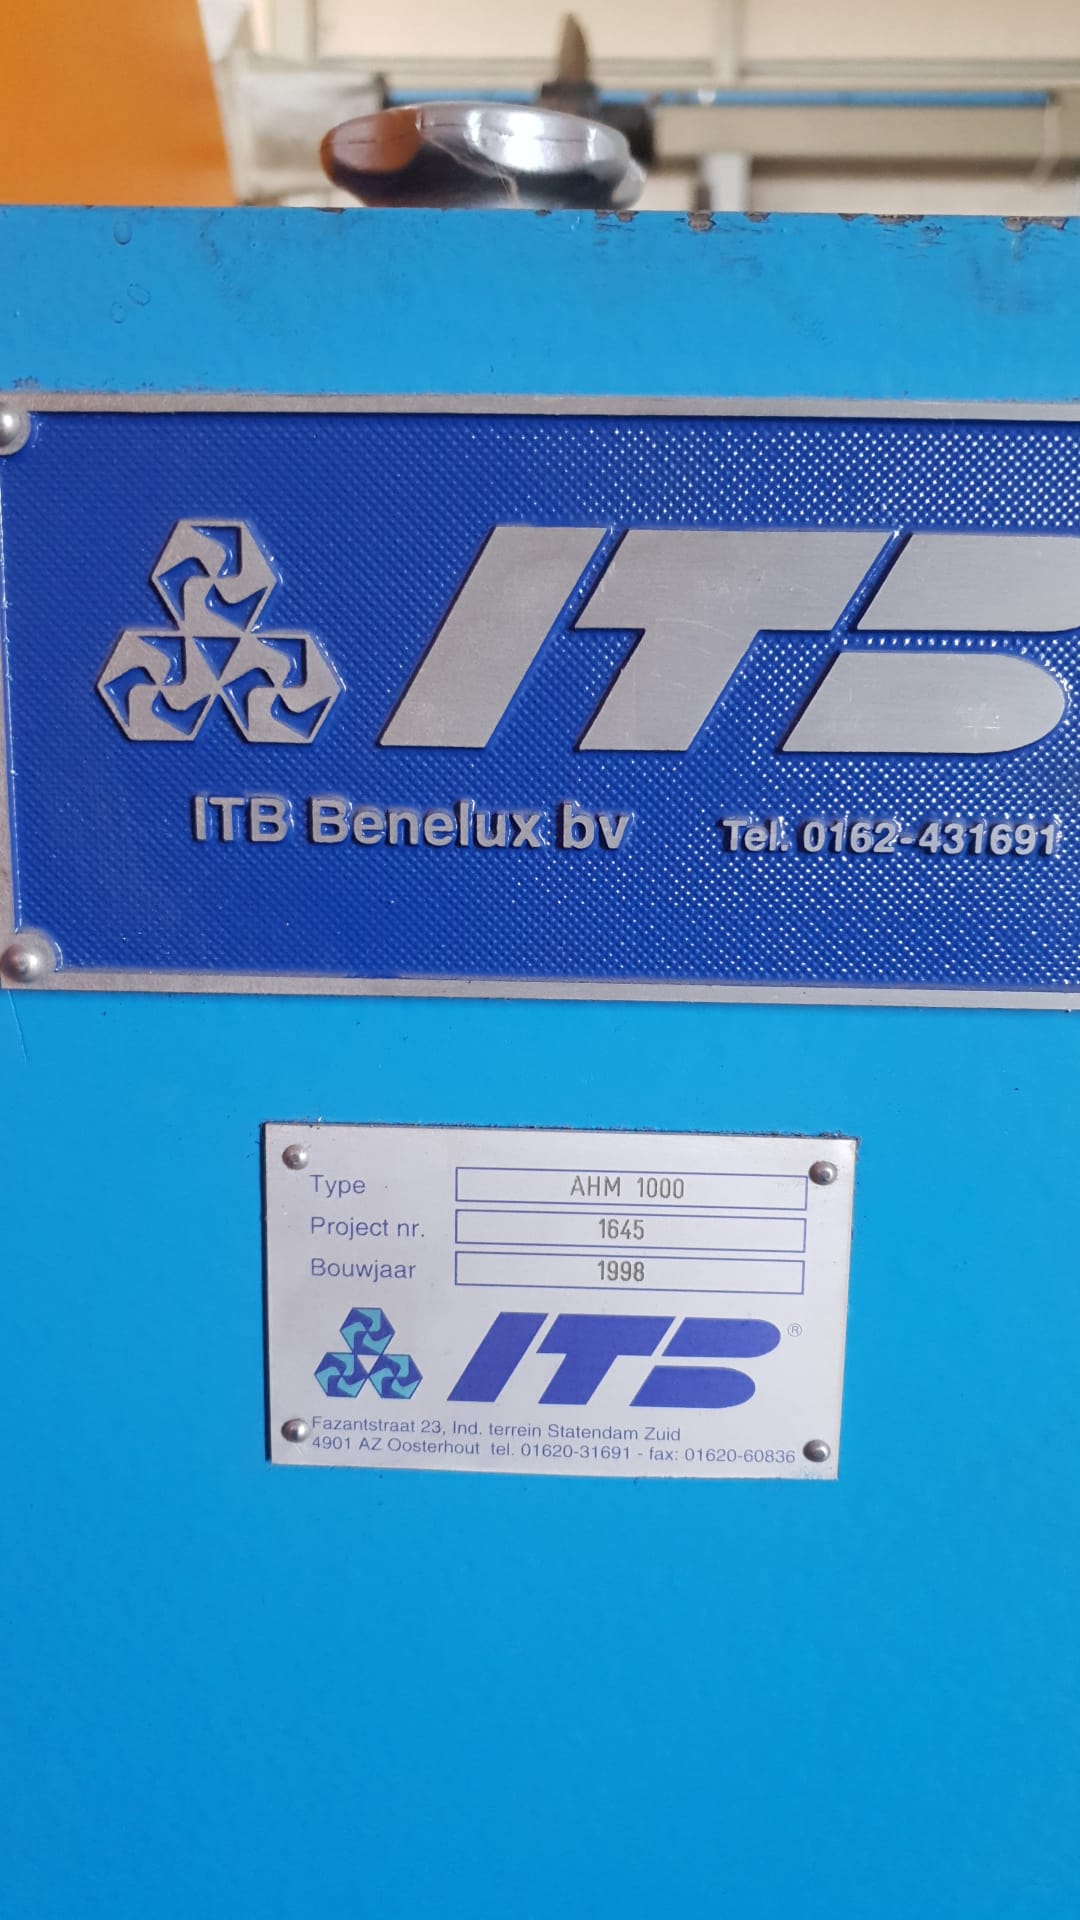 ITB
ITB Benelux bv Tel. 0162-431691
Type AHM 1000
Project nr. 1645
Bouwjaar 1998
ITB ®
Fazantstraat 23, Ind. terrein Statendam Zuid
4901 AZ Oosterhout tel. 01620-31691 - fax: 01620-60836